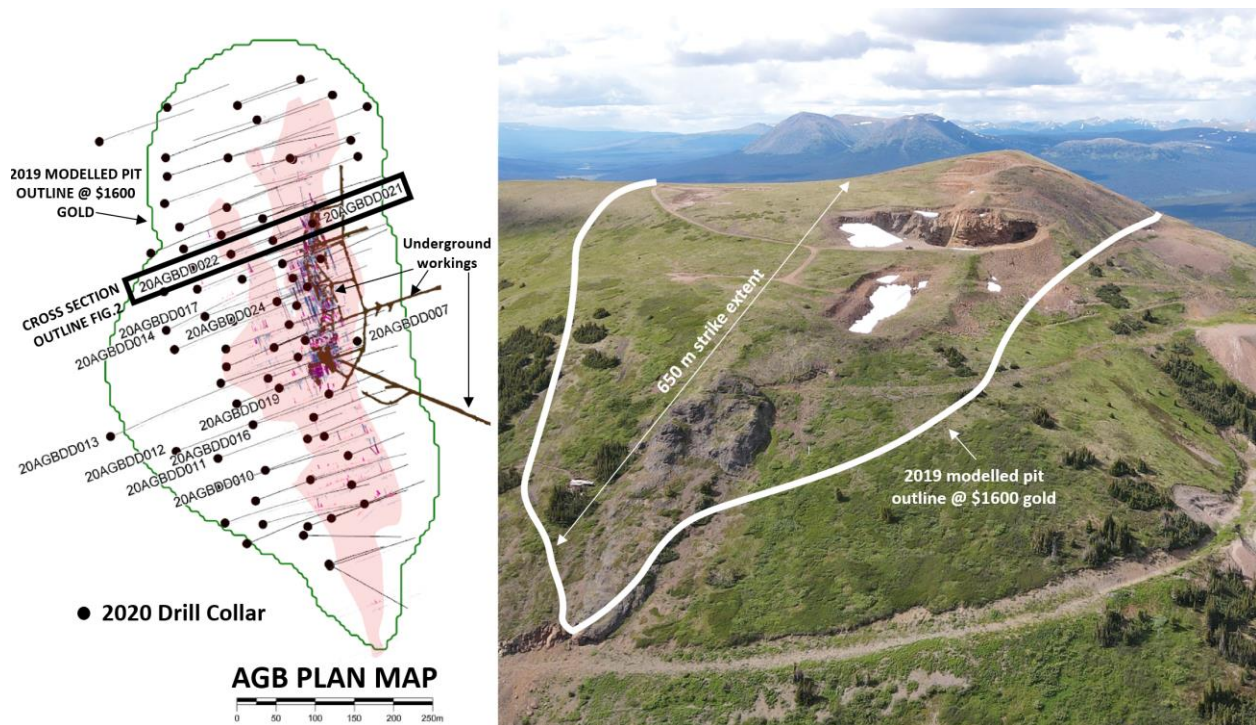 2019 MODELLED PIT
OUTLINE @ $1600
GOLD
CROSS SECTION
OUTLINE FIG.2
20AGBDD022
20AGBDD021
Underground
workings
20AGBDD017
20AGBDD014
20AGBDD024
20AGBDD007
20AGBDD019
20AGBDD013
20AGBDD012
20AGBDD016
20AGBDD011
20AGBDD010
2020 Drill Collar
AGB PLAN MAP
0 50 100 150 200 250m
650 m strike extent
2019 modelled pit
outline @ $1600 gold